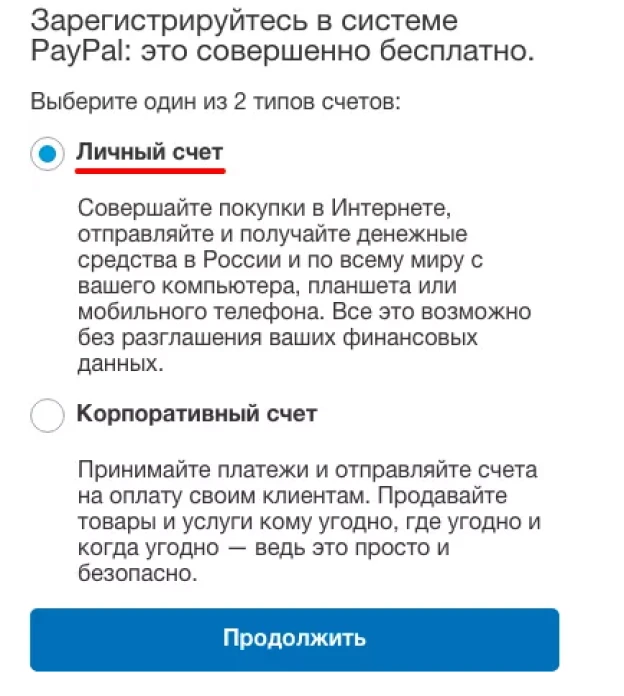 Зарегистрируйтесь в системе
PayPal: это совершенно бесплатно.
Выберите один из 2 типов счетов:
Личный счет
Совершайте покупки в Интернете,
отправляйте и получайте денежные
средства в России и по всему миру с
вашего компьютера, планшета или
мобильного телефона. Все это возможно
без разглашения ваших финансовых
данных.
Корпоративный счет
Принимайте платежи и отправляйте счета
на оплату своим клиентам. Продавайте
товары и услуги кому угодно, где угодно и
когда угодно — ведь это просто и
безопасно.
Продолжить